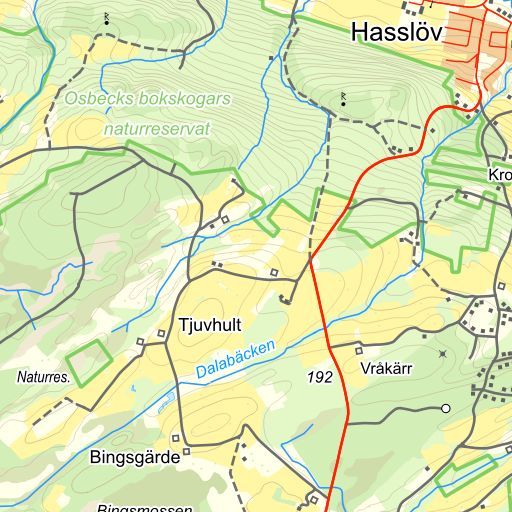 Hasslöv
Osbecks bokskogars
naturreservat
Kro
Tjuvhult
Dalabäcken
Naturres.
192
Vråkärr
Bingsgärde
Bingsmossen